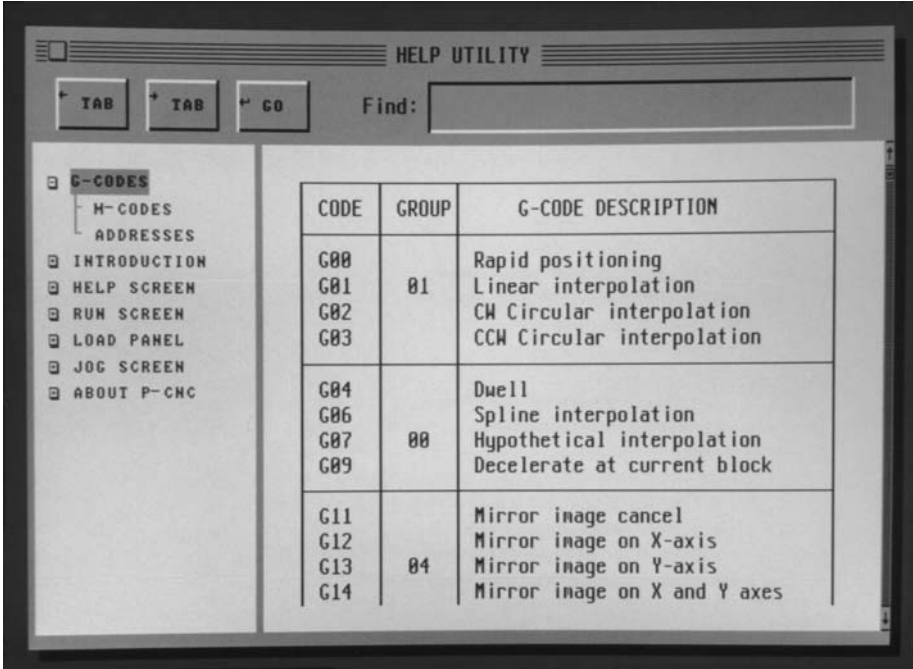 HELP UTILITY
← TAB
→ TAB
↵ GO
Find:
G-CODES
M-CODES
ADDRESSES
INTRODUCTION
HELP SCREEN
RUN SCREEN
LOAD PANEL
JOG SCREEN
ABOUT P-CNC
CODE GROUP G-CODE DESCRIPTION
G00 Rapid positioning
G01 01 Linear interpolation
G02 CW Circular interpolation
G03 CCW Circular interpolation
G04 Dwell
G06 Spline interpolation
G07 00 Hypothetical interpolation
G09 Decelerate at current block
G11 Mirror image cancel
G12 Mirror image on X-axis
G13 04 Mirror image on Y-axis
G14 Mirror image on X and Y axes